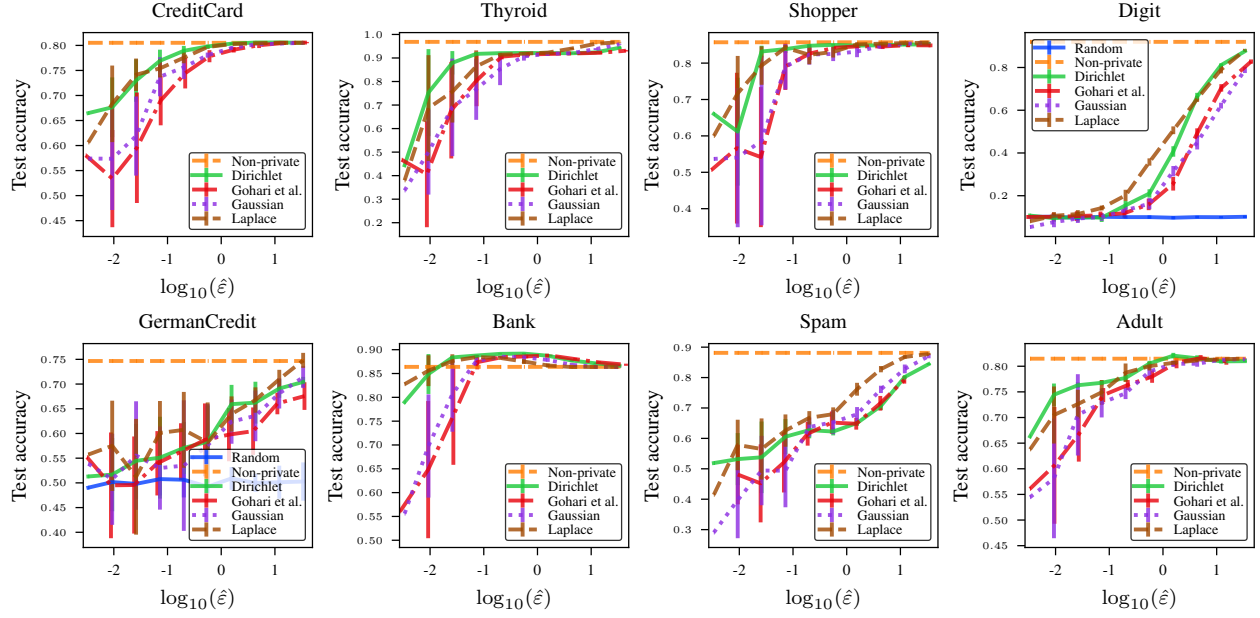 CreditCard
Test accuracy
0.80
0.75
0.70
0.65
0.60
0.55
0.50
0.45
-2
-1
0
1
log10(ε̂)
Non-private
Dirichlet
Gohari et al.
Gaussian
Laplace
Thyroid
Test accuracy
1.0
0.9
0.8
0.7
0.6
0.5
0.4
0.3
0.2
-2
-1
0
1
log10(ε̂)
Non-private
Dirichlet
Gohari et al.
Gaussian
Laplace
Shopper
Test accuracy
0.8
0.7
0.6
0.5
0.4
-2
-1
0
1
log10(ε̂)
Non-private
Dirichlet
Gohari et al.
Gaussian
Laplace
Digit
Test accuracy
0.8
0.6
0.4
0.2
-2
-1
0
1
log10(ε̂)
Random
Non-private
Dirichlet
Gohari et al.
Gaussian
Laplace
GermanCredit
Test accuracy
0.75
0.70
0.65
0.60
0.55
0.50
0.45
0.40
-2
-1
0
1
log10(ε̂)
Random
Non-private
Dirichlet
Gohari et al.
Gaussian
Laplace
Bank
Test accuracy
0.90
0.85
0.80
0.75
0.70
0.65
0.60
0.55
0.50
-2
-1
0
1
log10(ε̂)
Non-private
Dirichlet
Gohari et al.
Gaussian
Laplace
Spam
Test accuracy
0.9
0.8
0.7
0.6
0.5
0.4
0.3
-2
-1
0
1
log10(ε̂)
Non-private
Dirichlet
Gohari et al.
Gaussian
Laplace
Adult
Test accuracy
0.80
0.75
0.70
0.65
0.60
0.55
0.50
0.45
-2
-1
0
1
log10(ε̂)
Non-private
Dirichlet
Gohari et al.
Gaussian
Laplace